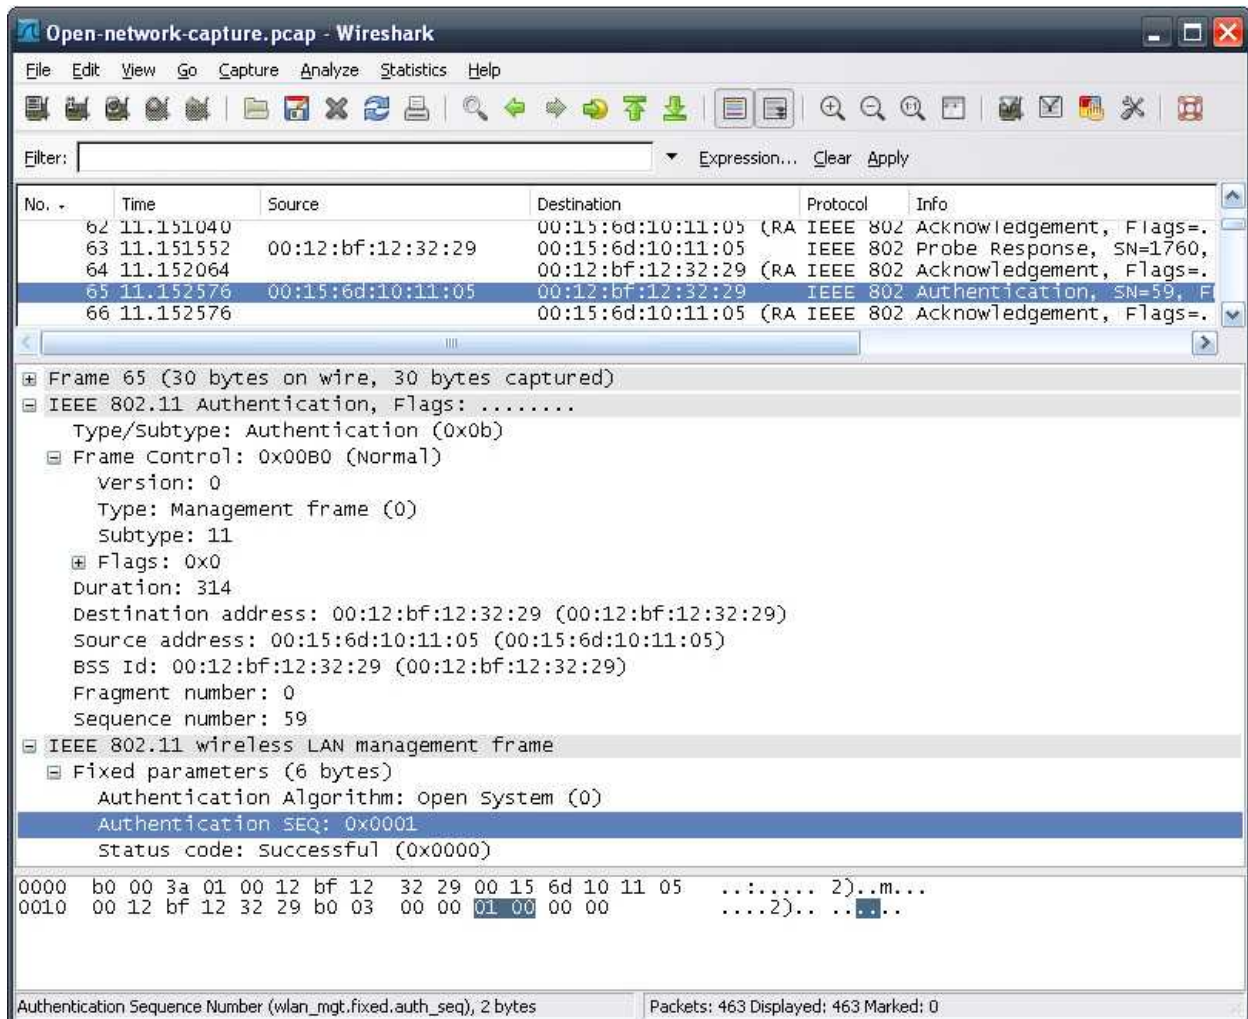 Open-network-capture.pcap - Wireshark
File Edit View Go Capture Analyze Statistics Help
Filter: Expression... Clear Apply
No. Time Source Destination Protocol Info
62 11.151040 00:15:6d:10:11:05 (RA IEEE 802 Acknowledgement, Flags=.
63 11.151552 00:12:bf:12:32:29 00:15:6d:10:11:05 IEEE 802 Probe Response, SN=1760,
64 11.152064 00:12:bf:12:32:29 (RA IEEE 802 Acknowledgement, Flags=.
65 11.152576 00:15:6d:10:11:05 00:12:bf:12:32:29 IEEE 802 Authentication, SN=59, Fl
66 11.152576 00:15:6d:10:11:05 (RA IEEE 802 Acknowledgement, Flags=.
Frame 65 (30 bytes on wire, 30 bytes captured)
IEEE 802.11 Authentication, Flags: ........
Type/Subtype: Authentication (0x0b)
Frame Control: 0x00B0 (Normal)
Version: 0
Type: Management frame (0)
Subtype: 11
Flags: 0x0
Duration: 314
Destination address: 00:12:bf:12:32:29 (00:12:bf:12:32:29)
Source address: 00:15:6d:10:11:05 (00:15:6d:10:11:05)
BSS Id: 00:12:bf:12:32:29 (00:12:bf:12:32:29)
Fragment number: 0
Sequence number: 59
IEEE 802.11 wireless LAN management frame
Fixed parameters (6 bytes)
Authentication Algorithm: Open System (0)
Authentication SEQ: 0x0001
Status code: Successful (0x0000)
0000 b0 00 3a 01 00 12 bf 12 32 29 00 15 6d 10 11 05 ..:..... 2)..m...
0010 00 12 bf 12 32 29 b0 03 00 00 01 00 00 00 ....2).. ......
Authentication Sequence Number (wlan_mgt.fixed.auth_seq), 2 bytes Packets: 463 Displayed: 463 Marked: 0